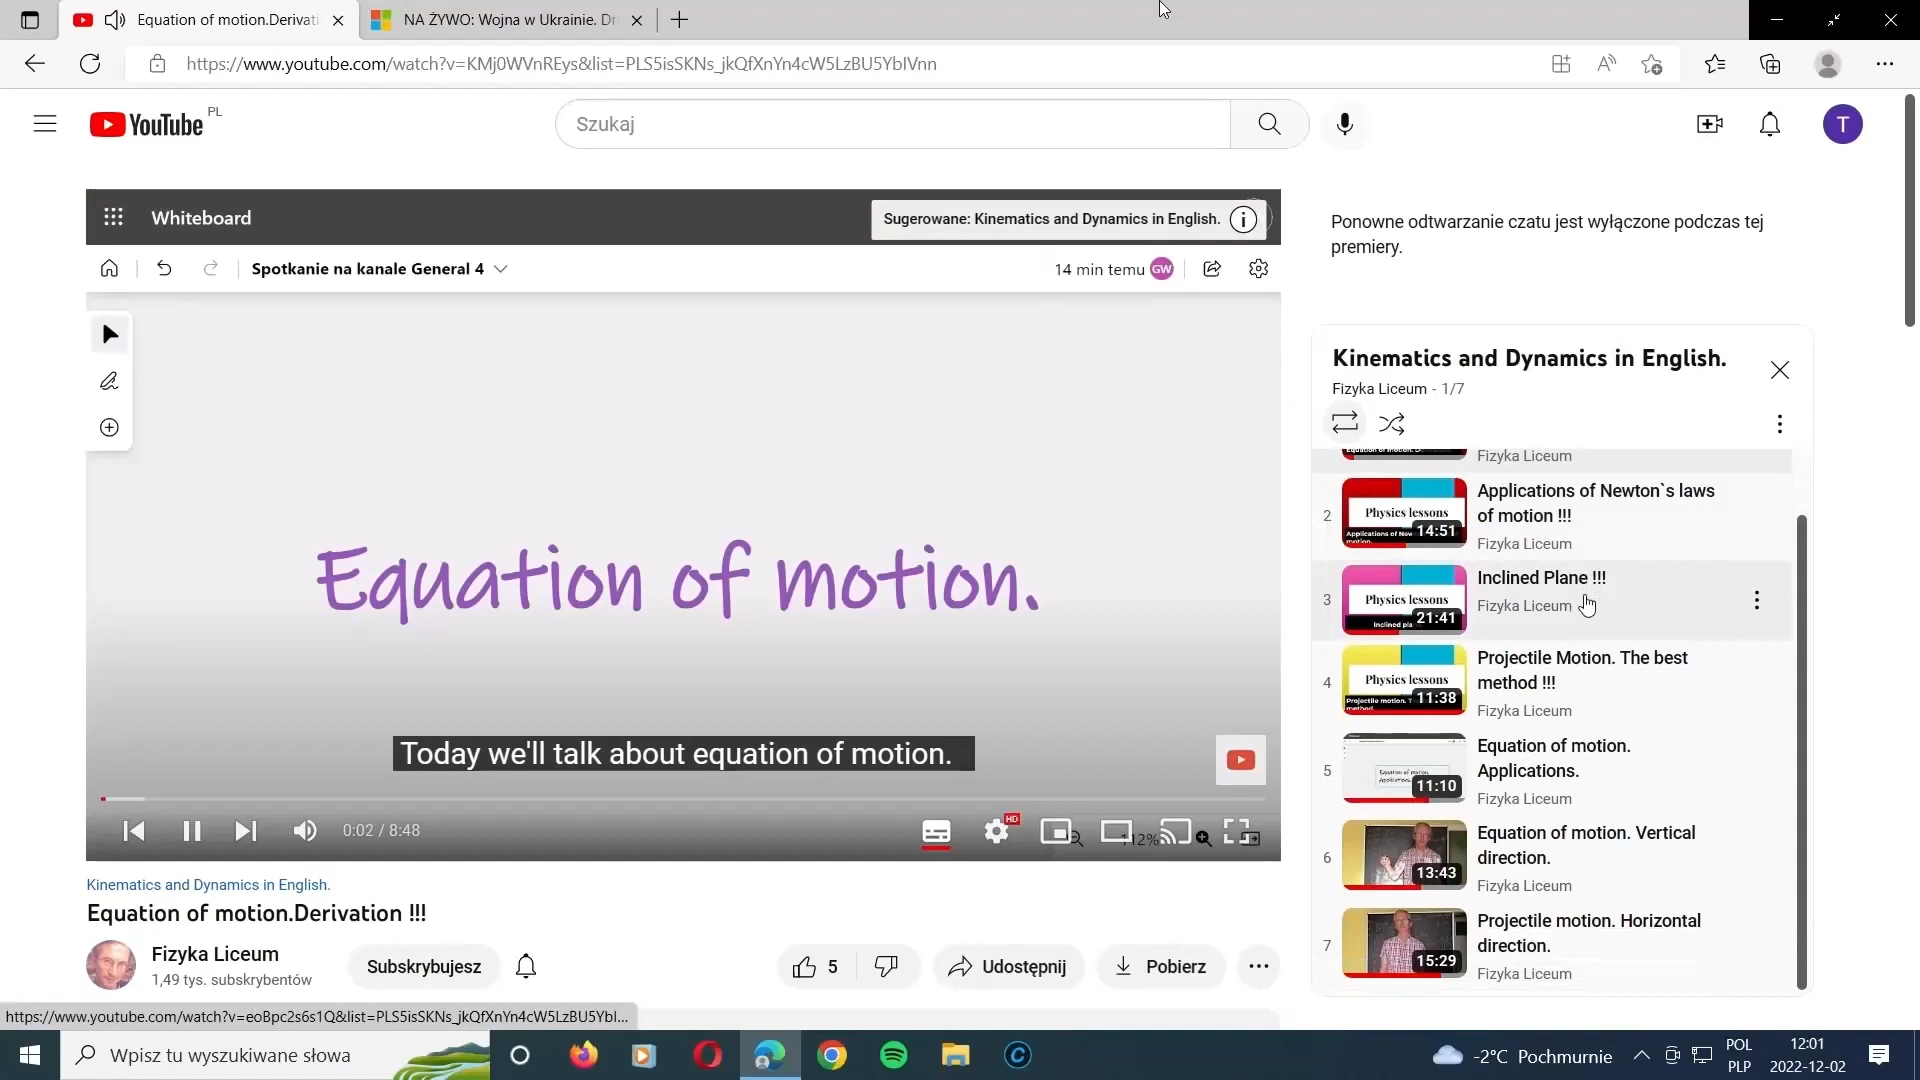 Equation of motion.Derivati
NA ŻYWO: Wojna w Ukrainie. Dr
https://www.youtube.com/watch?v=KMj0WVnREys&list=PLS5isSKNs_jkQfXnYn4cW5LzBU5YbIVnn
YouTube PL
Szukaj
T
Whiteboard
Sugerowane: Kinematics and Dynamics in English.
Spotkanie na kanale General 4
14 min temu GW
Equation of motion.
Today we'll talk about equation of motion.
0:02 / 8:48
HD
112%
Ponowne odtwarzanie czatu jest wyłączone podczas tej
premiery.
Kinematics and Dynamics in English.
Fizyka Liceum - 1/7
Fizyka Liceum
2
Physics lessons
14:51
Applications of Newton`s laws
of motion !!!
Fizyka Liceum
3
Physics lessons
21:41
Inclined Plane !!!
Fizyka Liceum
4
Physics lessons
11:38
Projectile Motion. The best
method !!!
Fizyka Liceum
5
11:10
Equation of motion.
Applications.
Fizyka Liceum
6
13:43
Equation of motion. Vertical
direction.
Fizyka Liceum
7
15:29
Projectile motion. Horizontal
direction.
Fizyka Liceum
Kinematics and Dynamics in English.
Equation of motion.Derivation !!!
Fizyka Liceum
1,49 tys. subskrybentów
Subskrybujesz
5
Udostępnij
Pobierz
https://www.youtube.com/watch?v=eoBpc2s6s1Q&list=PLS5isSKNs_jkQfXnYn4cW5LzBU5YbI...
Wpisz tu wyszukiwane słowa
-2°C Pochmurnie
POL
PLP
12:01
2022-12-02